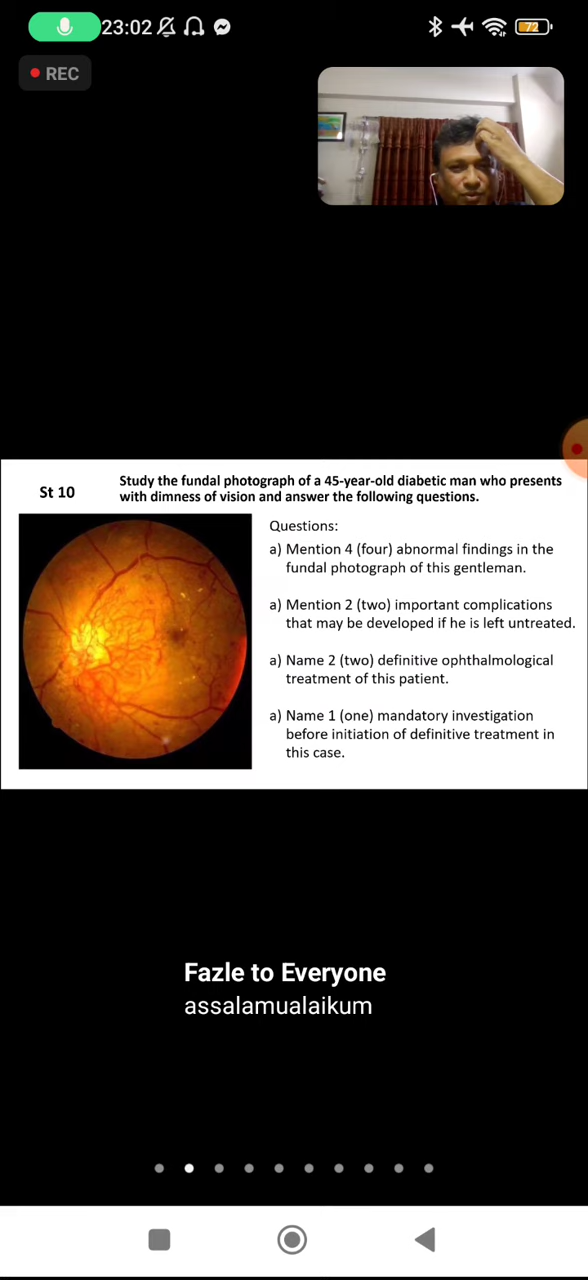 23:02
72
REC
St 10
Study the fundal photograph of a 45-year-old diabetic man who presents
with dimness of vision and answer the following questions.
Questions:
a) Mention 4 (four) abnormal findings in the
fundal photograph of this gentleman.
a) Mention 2 (two) important complications
that may be developed if he is left untreated.
a) Name 2 (two) definitive ophthalmological
treatment of this patient.
a) Name 1 (one) mandatory investigation
before initiation of definitive treatment in
this case.
Fazle to Everyone
assalamualaikum